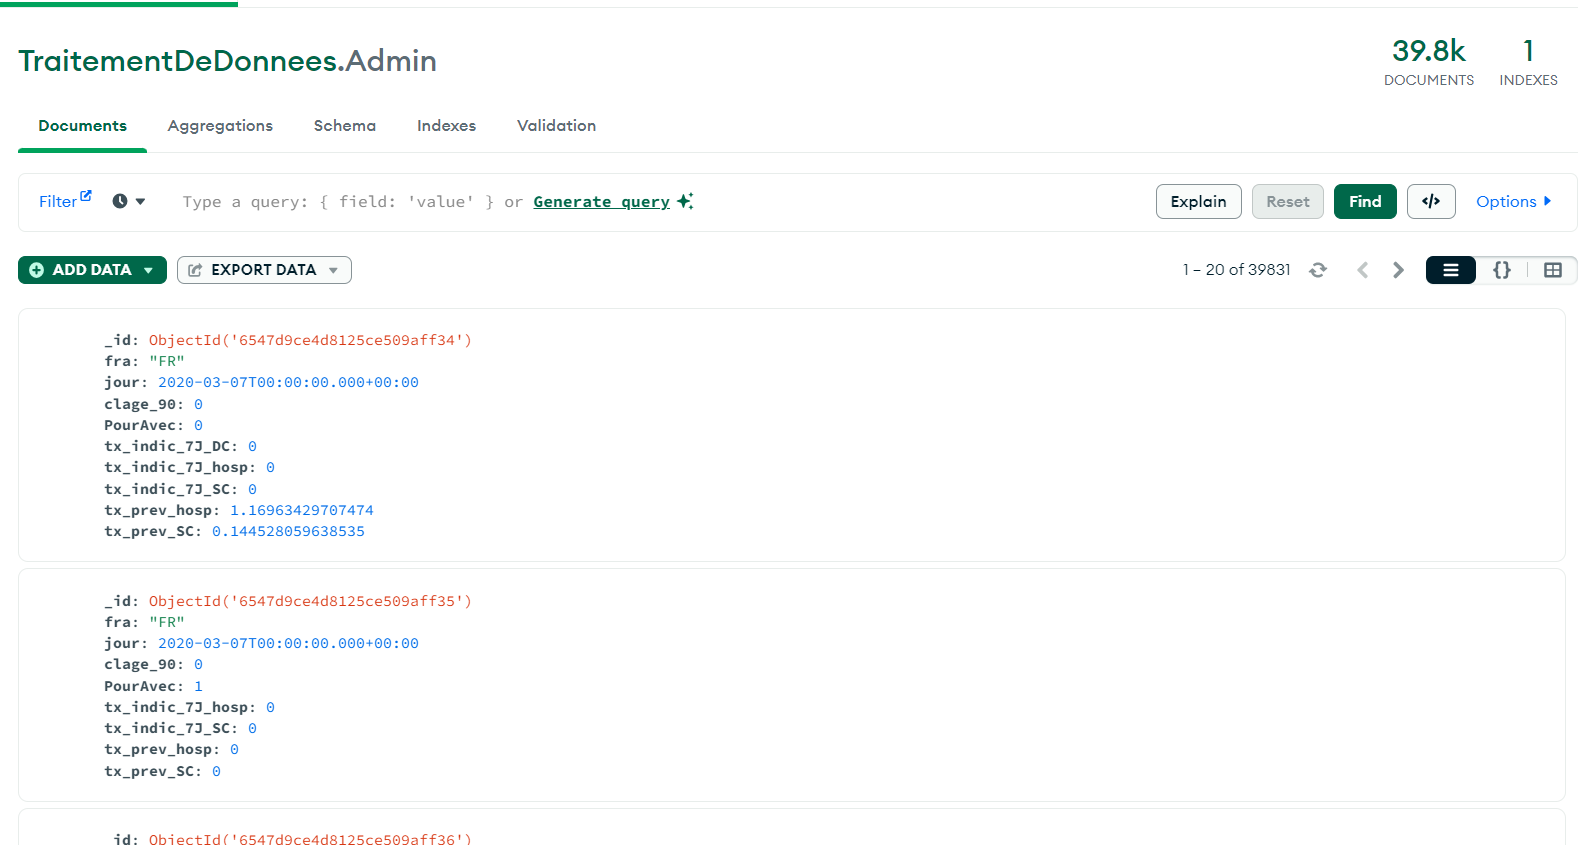 TraitementDeDonnees.Admin
39.8k
DOCUMENTS
1
INDEXES
Documents Aggregations Schema Indexes Validation
Filter Type a query: { field: 'value' } or Generate query Explain Reset Find </> Options
ADD DATA EXPORT DATA 1 – 20 of 39831 {}
_id: ObjectId('6547d9ce4d8125ce509aff34')
fra: "FR"
jour: 2020-03-07T00:00:00.000+00:00
clage_90: 0
PourAvec: 0
tx_indic_7J_DC: 0
tx_indic_7J_hosp: 0
tx_indic_7J_SC: 0
tx_prev_hosp: 1.16963429707474
tx_prev_SC: 0.144528059638535
_id: ObjectId('6547d9ce4d8125ce509aff35')
fra: "FR"
jour: 2020-03-07T00:00:00.000+00:00
clage_90: 0
PourAvec: 1
tx_indic_7J_hosp: 0
tx_indic_7J_SC: 0
tx_prev_hosp: 0
tx_prev_SC: 0
_id: ObjectId('6547d9ce4d8125ce509aff36')